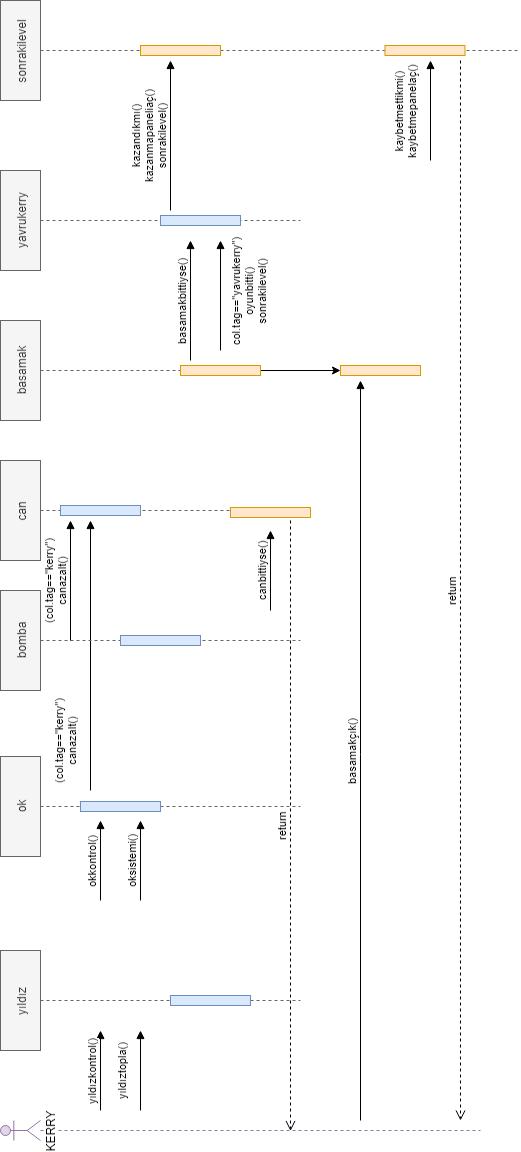 KERRY
yıldız
ok
bomba
can
basamak
yavrukerry
sonrakilevel
yıldızkontrol()
yıldıztopla()
okkontrol()
oksistemi()
(col.tag=="kerry")
canazalt()
(col.tag=="kerry")
canazalt()
canbittiyse()
return
basamakçık()
basamakbittiyse()
col.tag=="yavrukerry")
oyunbitti()
sonrakilevel()
kazandıkmı()
kazanmapaneliaç()
sonrakilevel()
kaybetmettikmi()
kaybetmepanelaç()
return